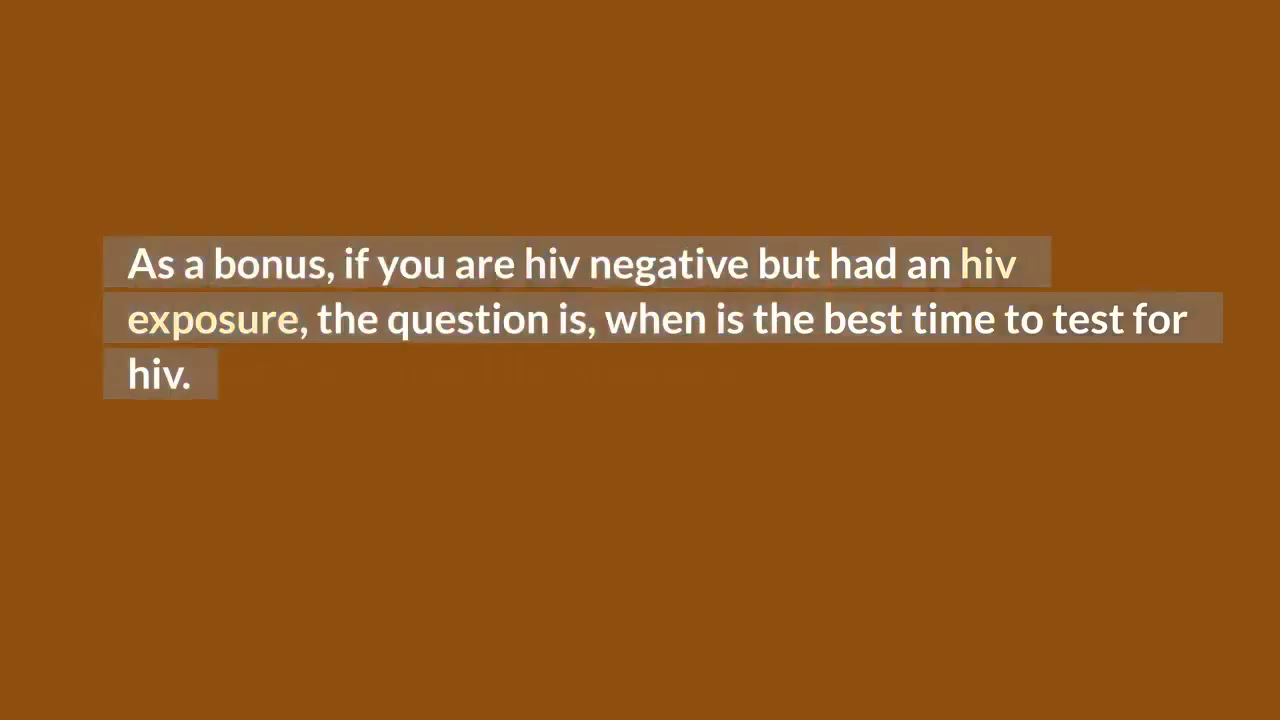 As a bonus, if you are hiv negative but had an hiv
exposure, the question is, when is the best time to test for
hiv.